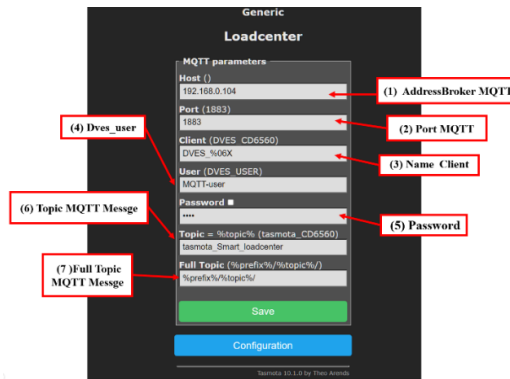 Generic
Loadcenter
MQTT parameters
Host ()
192.168.0.104
(1) AddressBroker MQTT
Port (1883)
1883
(2) Port MQTT
(4) Dves_user
Client (DVES_CD6560)
DVES_%06X
(3) Name Client
User (DVES_USER)
MQTT-user
(6) Topic MQTT Messge
Password
••••
(5) Password
Topic = %topic% (tasmota_CD6560)
tasmota_Smart_loadcenter
(7 )Full Topic
MQTT Messge
Full Topic (%prefix%/%topic%/)
%prefix%/%topic%/
Save
Configuration
Tasmota 10.1.0 by Theo Arends